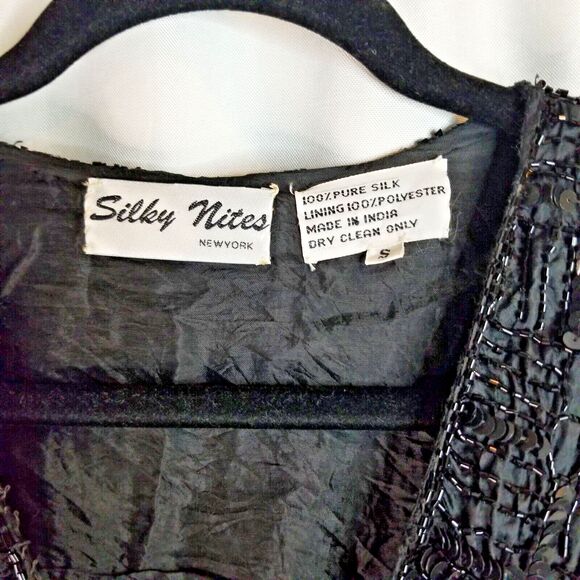 Silky Nites
NEWYORK
100%PURE SILK
LINING 100%POLYESTER
MADE IN INDIA
DRY CLEAN ONLY
S